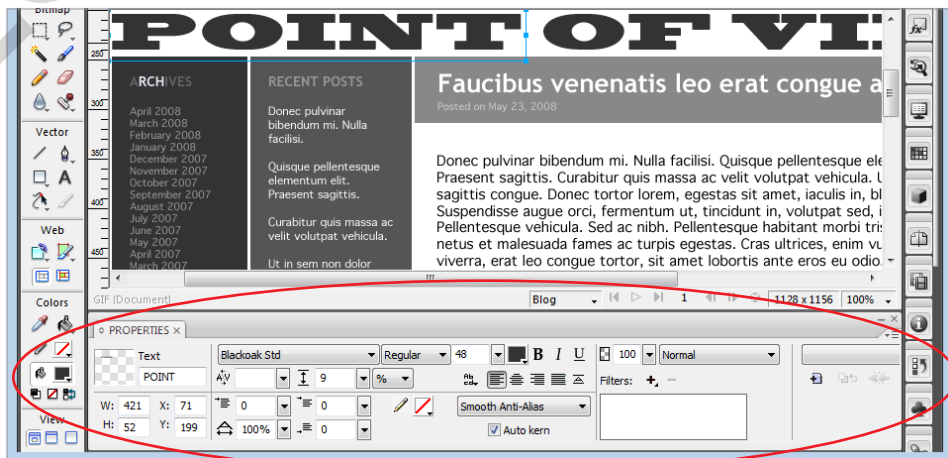 Bitmap
POINT OF VI
250
300
350
400
450
Vector
Web
Colors
View
ARCHIVES
April 2008
March 2008
February 2008
January 2008
December 2007
November 2007
October 2007
September 2007
August 2007
July 2007
June 2007
May 2007
April 2007
March 2007
RECENT POSTS
Donec pulvinar
bibendum mi. Nulla
facilisi.
Quisque pellentesque
elementum elit.
Praesent sagittis.
Curabitur quis massa ac
velit volutpat vehicula.
Ut in sem non dolor
Faucibus venenatis leo erat congue a
Posted on May 23, 2008
Donec pulvinar bibendum mi. Nulla facilisi. Quisque pellentesque ele
Praesent sagittis. Curabitur quis massa ac velit volutpat vehicula. U
sagittis congue. Donec tortor lorem, egestas sit amet, iaculis in, bl
Suspendisse augue orci, fermentum ut, tincidunt in, volutpat sed, i
Pellentesque vehicula. Sed ac nibh. Pellentesque habitant morbi tris
netus et malesuada fames ac turpis egestas. Cras ultrices, enim vu
viverra, erat leo congue tortor, sit amet lobortis ante eros eu odio.
GIF (Document) Blog 1 1128 x 1156 100%
PROPERTIES ×
Text Blackoak Std Regular 48 B I U 100 Normal
POINT AV 9 % Filters: + −
W: 421 X: 71 0 0 Smooth Anti-Alias
H: 52 Y: 199 100% 0 Auto kern